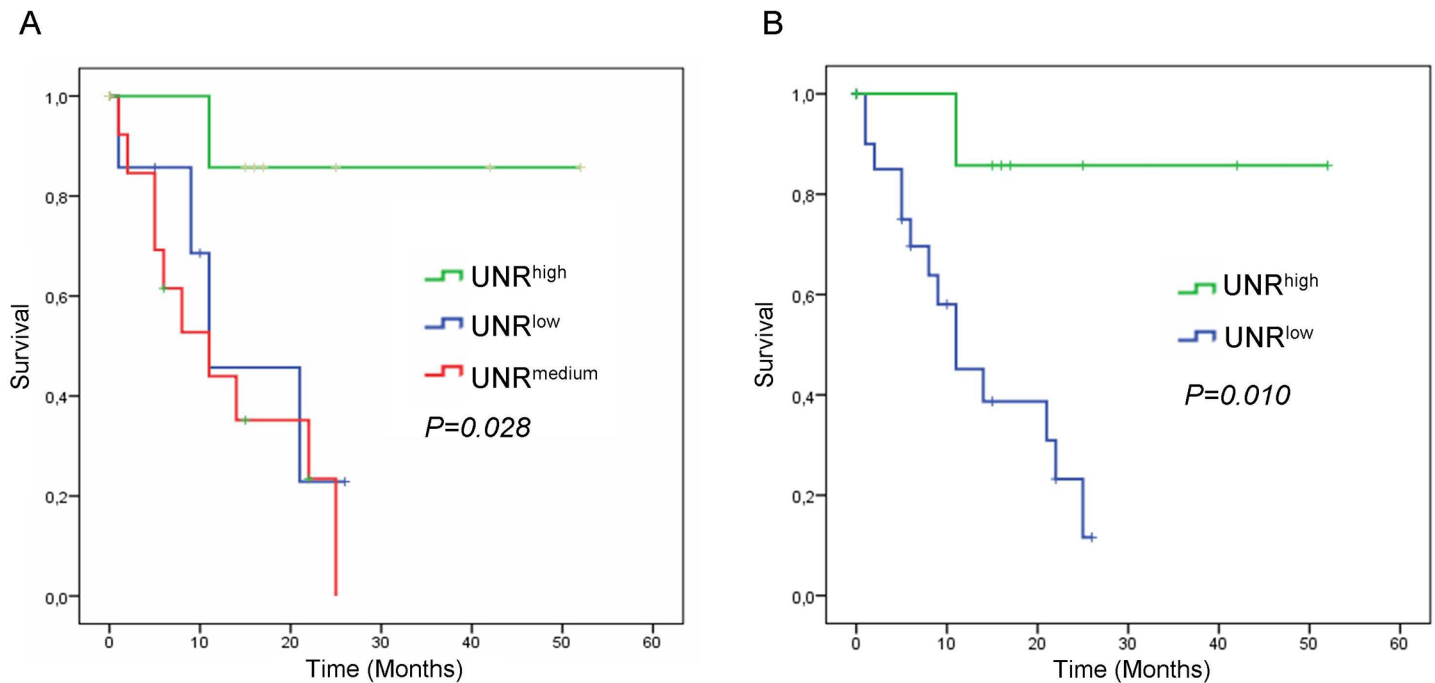 A
Survival
1,0
0,8
0,6
0,4
0,2
0,0
UNRhigh
UNRlow
UNRmedium
P=0.028
0 10 20 30 40 50 60
Time (Months)
B
Survival
1,0
0,8
0,6
0,4
0,2
0,0
UNRhigh
UNRlow
P=0.010
0 10 20 30 40 50 60
Time (Months)